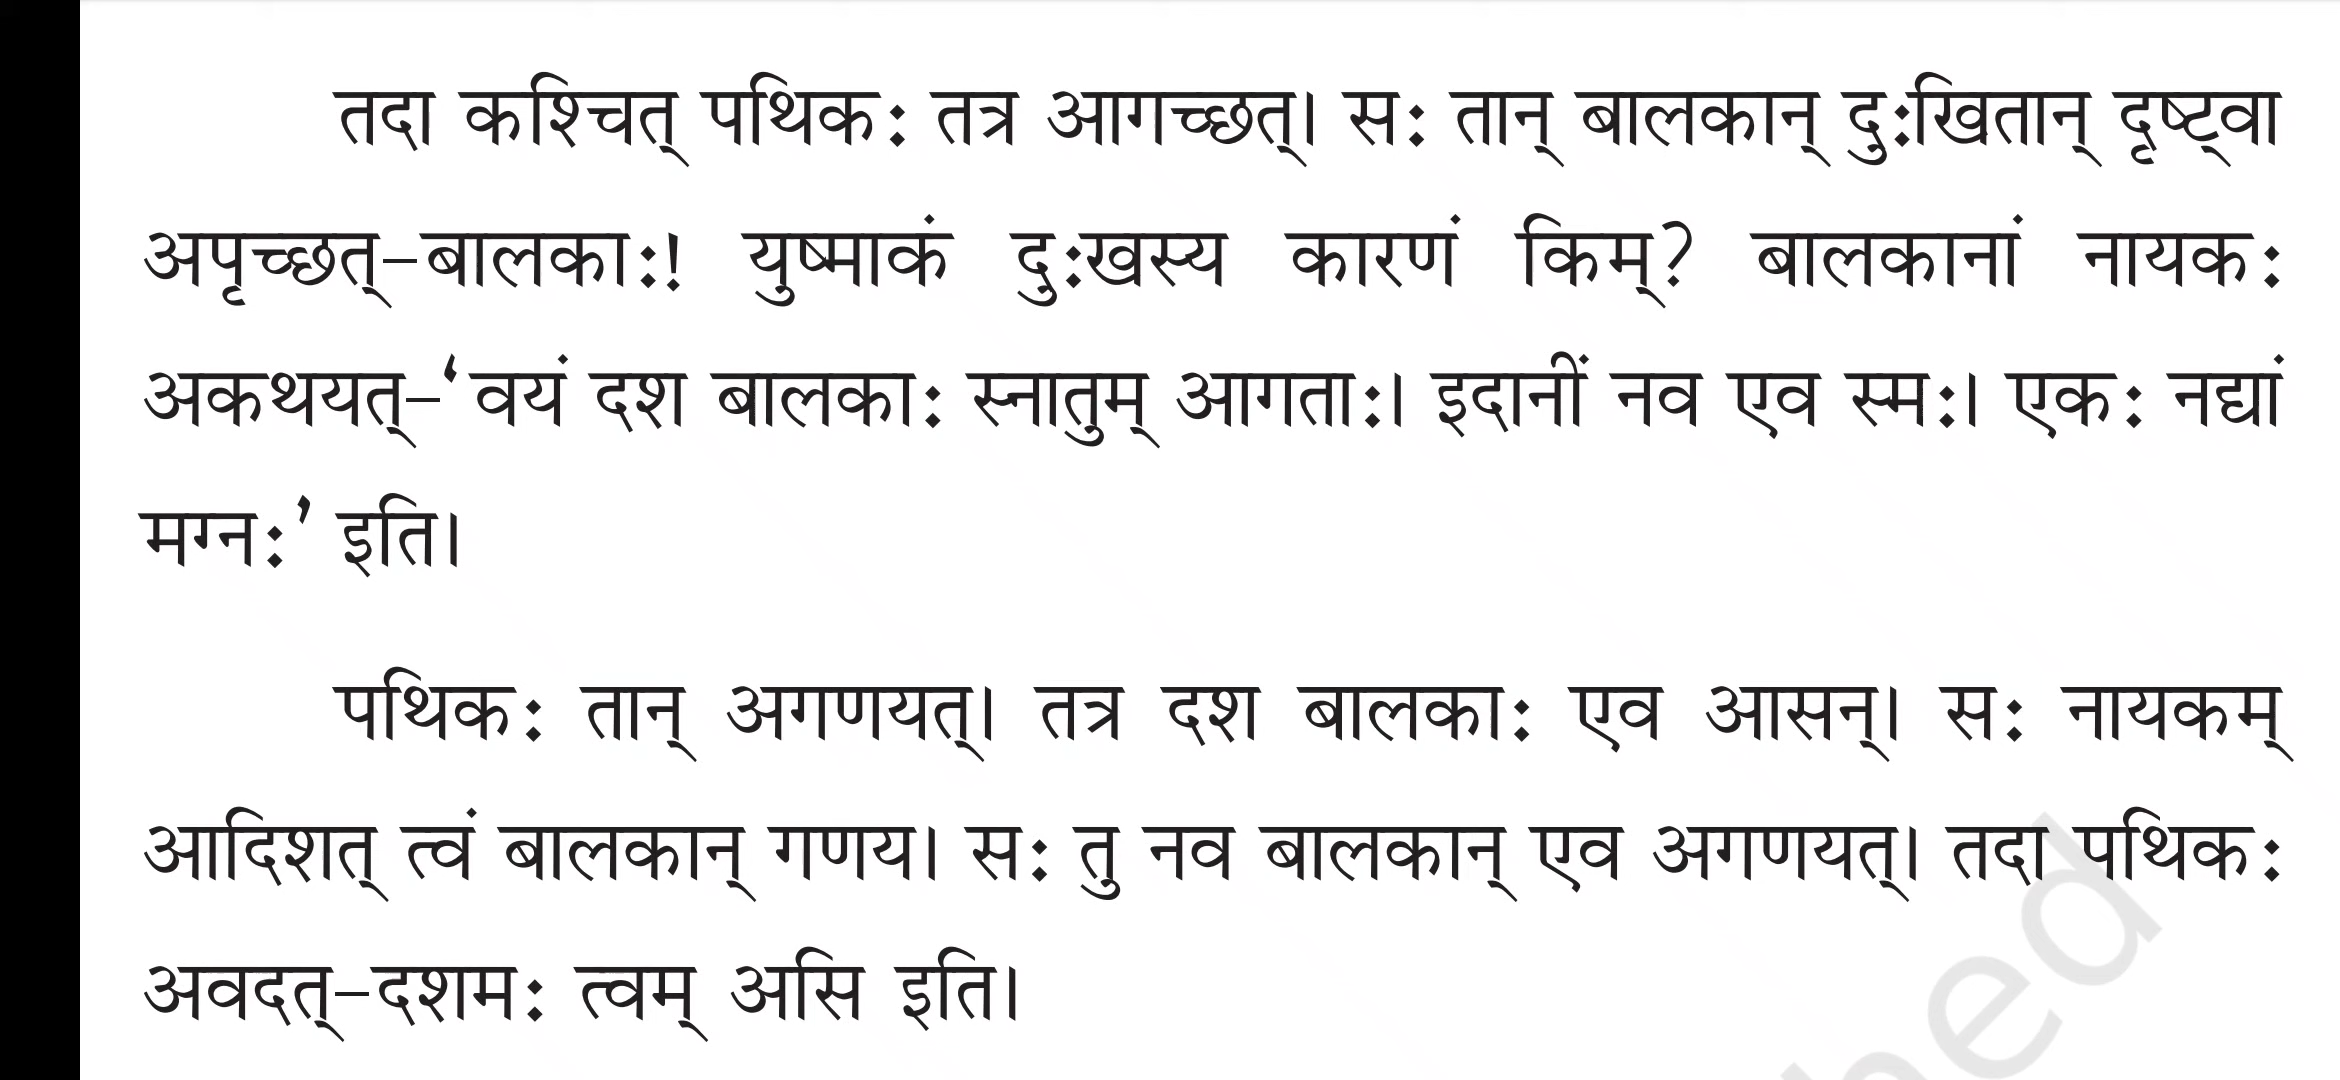 तदा कश्चित् पथिकः तत्र आगच्छत्। सः तान् बालकान् दुःखितान् दृष्ट्वा
अपृच्छत्–बालकाः! युष्माकं दुःखस्य कारणं किम्? बालकानां नायकः
अकथयत्–‘वयं दश बालकाः स्नातुम् आगताः। इदानीं नव एव स्मः। एकः नद्यां
मग्नः’ इति।
पथिकः तान् अगणयत्। तत्र दश बालकाः एव आसन्। सः नायकम्
आदिशत् त्वं बालकान् गणय। सः तु नव बालकान् एव अगणयत्। तदा पथिकः
अवदत्–दशमः त्वम् असि इति।
hed